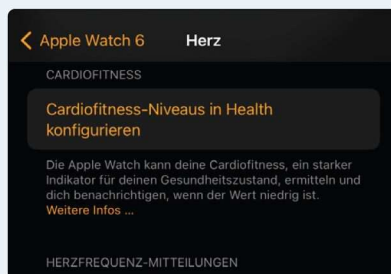 Apple Watch 6 Herz
CARDIOFITNESS
Cardiofitness-Niveaus in Health
konfigurieren
Die Apple Watch kann deine Cardiofitness, ein starker
Indikator für deinen Gesundheitszustand, ermitteln und
dich benachrichtigen, wenn der Wert niedrig ist.
Weitere Infos ...
HERZFREQUENZ-MITTEILUNGEN